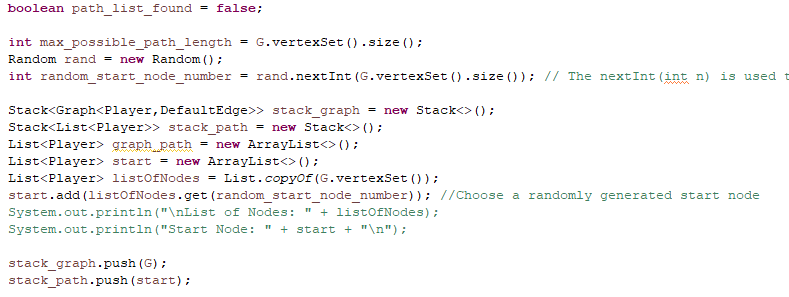 boolean path_list_found = false;
int max_possible_path_length = G.vertexSet().size();
Random rand = new Random();
int random_start_node_number = rand.nextInt(G.vertexSet().size()); // The nextInt(int n) is used t
Stack<Graph<Player,DefaultEdge>> stack_graph = new Stack<>();
Stack<List<Player>> stack_path = new Stack<>();
List<Player> graph_path = new ArrayList<>();
List<Player> start = new ArrayList<>();
List<Player> listOfNodes = List.copyOf(G.vertexSet());
start.add(listOfNodes.get(random_start_node_number)); //Choose a randomly generated start node
System.out.println("\nList of Nodes: " + listOfNodes);
System.out.println("Start Node: " + start + "\n");
stack_graph.push(G);
stack_path.push(start);